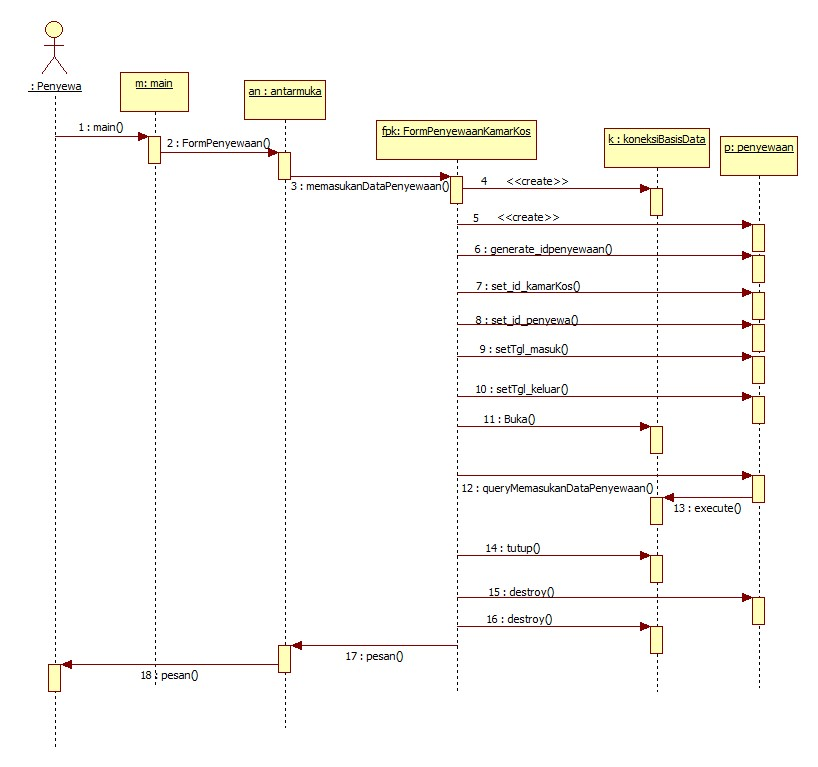 : Penyewa
m: main
an : antarmuka
fpk: FormPenyewaanKamarKos
k : koneksiBasisData
p: penyewaan
1 : main()
2 : FormPenyewaan()
3 : memasukanDataPenyewaan()
4 <<create>>
5 <<create>>
6 : generate_idpenyewaan()
7 : set_id_kamarKos()
8 : set_id_penyewa()
9 : setTgl_masuk()
10 : setTgl_keluar()
11 : Buka()
12 : queryMemasukanDataPenyewaan()
13 : execute()
14 : tutup()
15 : destroy()
16 : destroy()
17 : pesan()
18 : pesan()